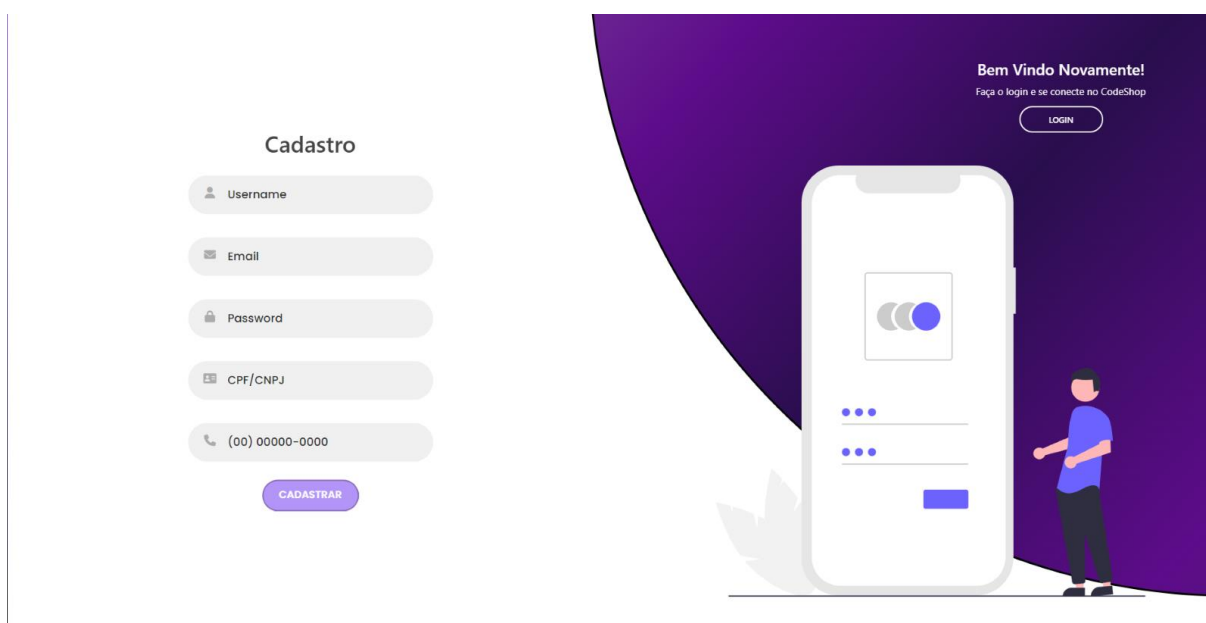 Cadastro
Username
Email
Password
CPF/CNPJ
(00) 00000-0000
CADASTRAR
Bem Vindo Novamente!
Faça o login e se conecte no CodeShop
LOGIN